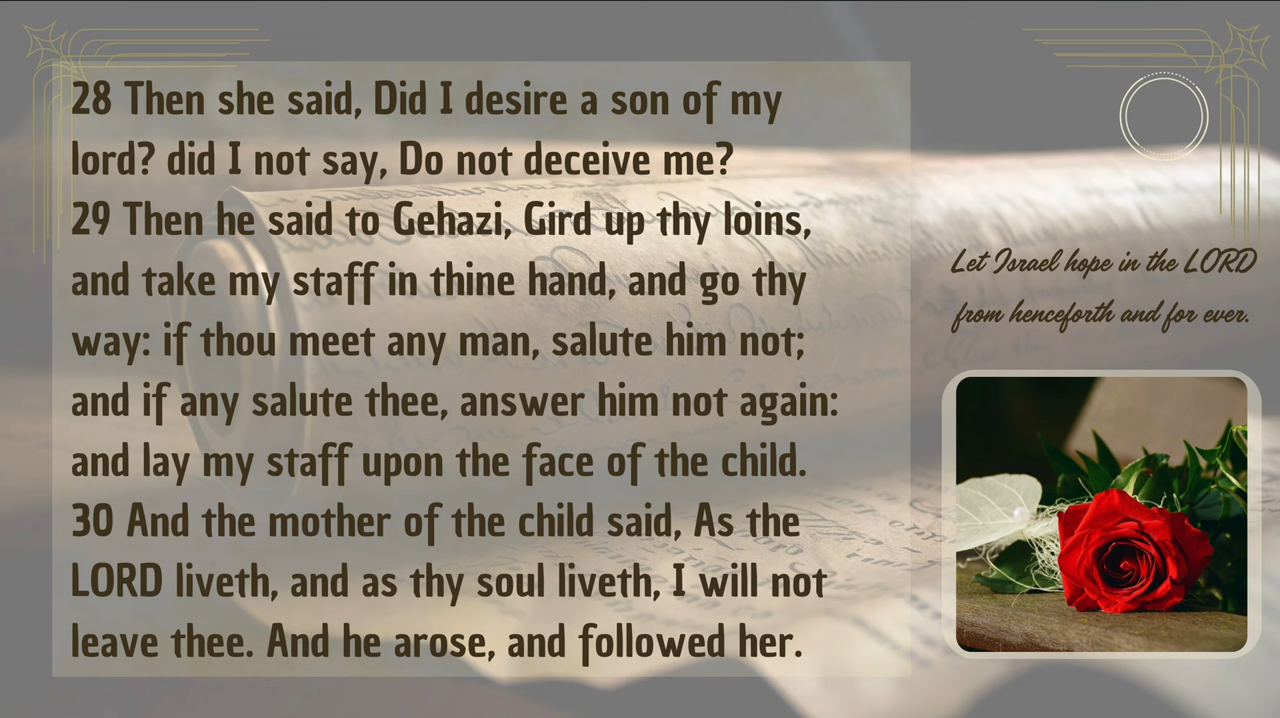 28 Then she said, Did I desire a son of my
lord? did I not say, Do not deceive me?
29 Then he said to Gehazi, Gird up thy loins,
and take my staff in thine hand, and go thy
way: if thou meet any man, salute him not;
and if any salute thee, answer him not again:
and lay my staff upon the face of the child.
30 And the mother of the child said, As the
LORD liveth, and as thy soul liveth, I will not
leave thee. And he arose, and followed her.
Let Israel hope in the LORD
from henceforth and for ever.